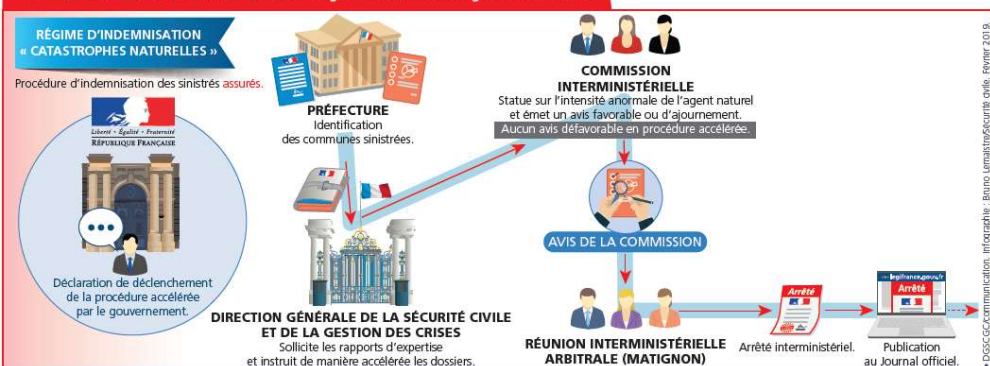 RÉGIME D'INDEMNISATION
« CATASTROPHES NATURELLES »
Procédure d'indemnisation des sinistrés assurés.
Liberté • Égalité • Fraternité
RÉPUBLIQUE FRANÇAISE
Déclaration de déclenchement
de la procédure accélérée
par le gouvernement.
PRÉFECTURE
Identification
des communes sinistrées.
DIRECTION GÉNÉRALE DE LA SÉCURITÉ CIVILE
ET DE LA GESTION DES CRISES
Sollicite les rapports d'expertise
et instruit de manière accélérée les dossiers.
COMMISSION
INTERMINISTÉRIELLE
Statue sur l'intensité anormale de l'agent naturel
et émet un avis favorable ou d'ajournement.
Aucun avis défavorable en procédure accélérée.
AVIS DE LA COMMISSION
RÉUNION INTERMINISTÉRIELLE
ARBITRALE (MATIGNON)
Arrêté
Arrêté interministériel.
legifrance.gouv.fr
Arrêté
Publication
au Journal officiel.
• DGSCGC/communication. Infographie : Bruno Lemaistre/Sécurité civile. Février 2019.